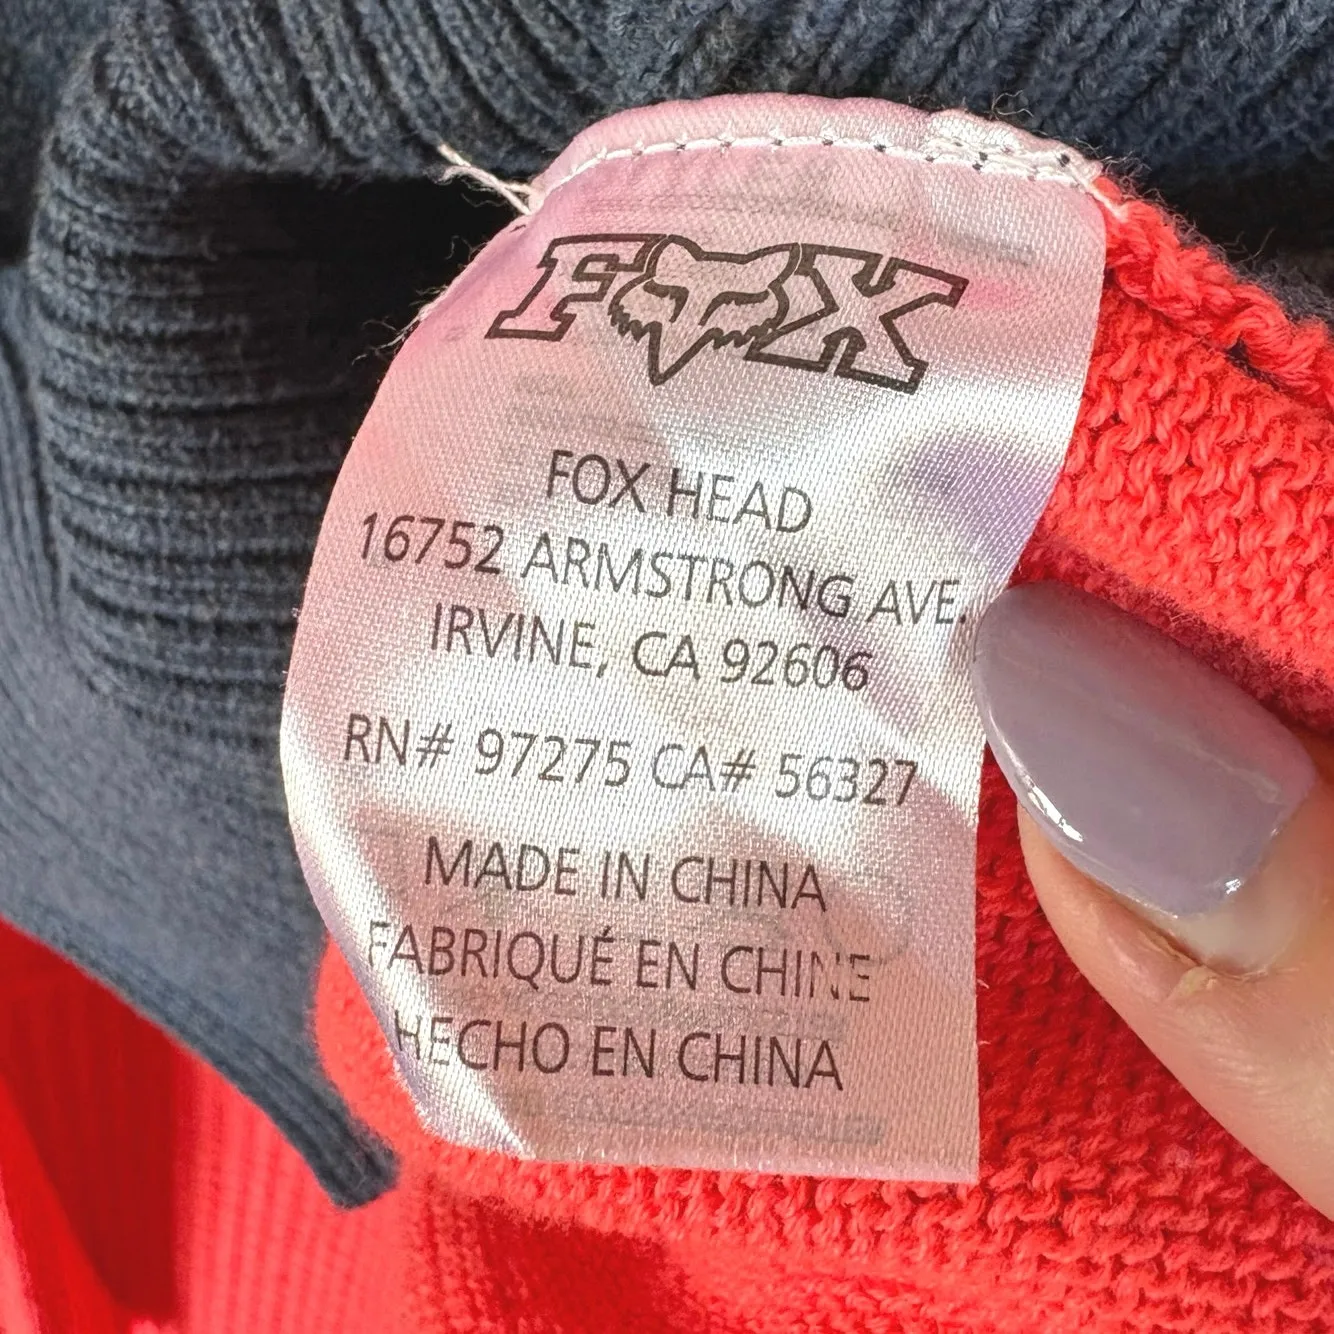 FOX
FOX HEAD
16752 ARMSTRONG AVE.
IRVINE, CA 92606
RN# 97275 CA# 56327
MADE IN CHINA
FABRIQUÉ EN CHINE
HECHO EN CHINA